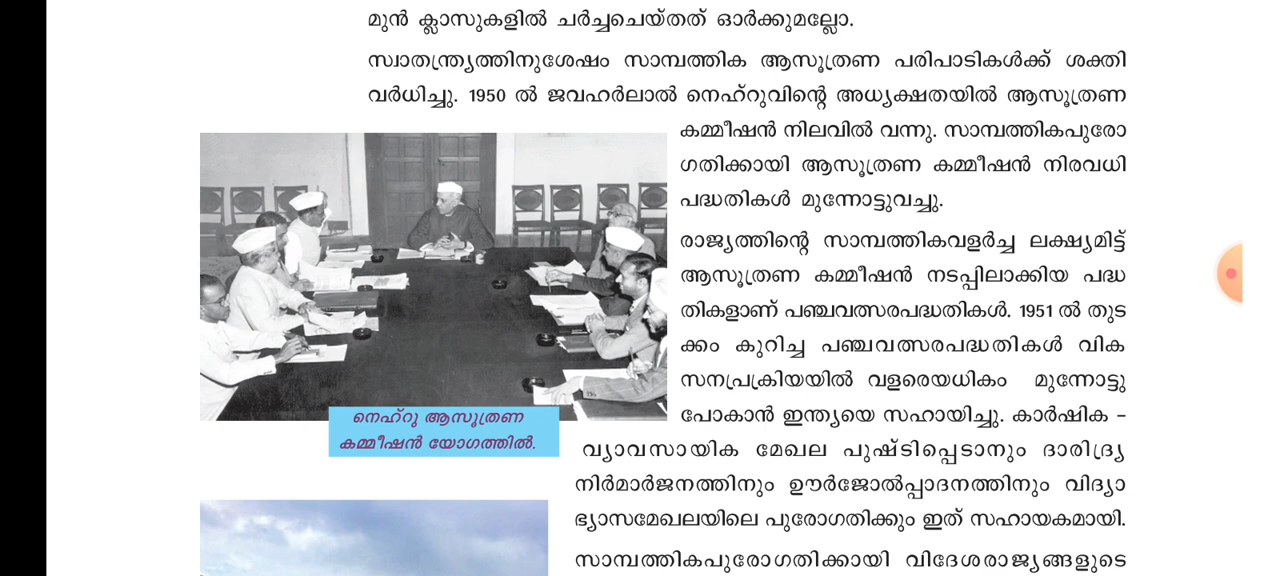 മുൻ ക്ലാസുകളിൽ ചർച്ചചെയ്തത് ഓർക്കുമല്ലോ.
സ്വാതന്ത്ര്യത്തിനുശേഷം സാമ്പത്തിക ആസൂത്രണ പരിപാടികൾക്ക് ശക്തി
വർധിച്ചു. 1950 ൽ ജവഹർലാൽ നെഹ്റുവിന്റെ അധ്യക്ഷതയിൽ ആസൂത്രണ
കമ്മീഷൻ നിലവിൽ വന്നു. സാമ്പത്തികപുരോ
ഗതിക്കായി ആസൂത്രണ കമ്മീഷൻ നിരവധി
പദ്ധതികൾ മുന്നോട്ടുവച്ചു.
രാജ്യത്തിന്റെ സാമ്പത്തികവളർച്ച ലക്ഷ്യമിട്ട്
ആസൂത്രണ കമ്മീഷൻ നടപ്പിലാക്കിയ പദ്ധ
തികളാണ് പഞ്ചവത്സരപദ്ധതികൾ. 1951 ൽ തുട
ക്കം കുറിച്ച പഞ്ചവത്സരപദ്ധതികൾ വിക
സനപ്രക്രിയയിൽ വളരെയധികം മുന്നോട്ടു
പോകാൻ ഇന്ത്യയെ സഹായിച്ചു. കാർഷിക –
വ്യാവസായിക മേഖല പുഷ്ടിപ്പെടാനും ദാരിദ്ര്യ
നിർമാർജനത്തിനും ഊർജോൽപ്പാദനത്തിനും വിദ്യാ
ഭ്യാസമേഖലയിലെ പുരോഗതിക്കും ഇത് സഹായകമായി.
സാമ്പത്തികപുരോഗതിക്കായി വിദേശരാജ്യങ്ങളുടെ
നെഹ്റു ആസൂത്രണ
കമ്മീഷൻ യോഗത്തിൽ.